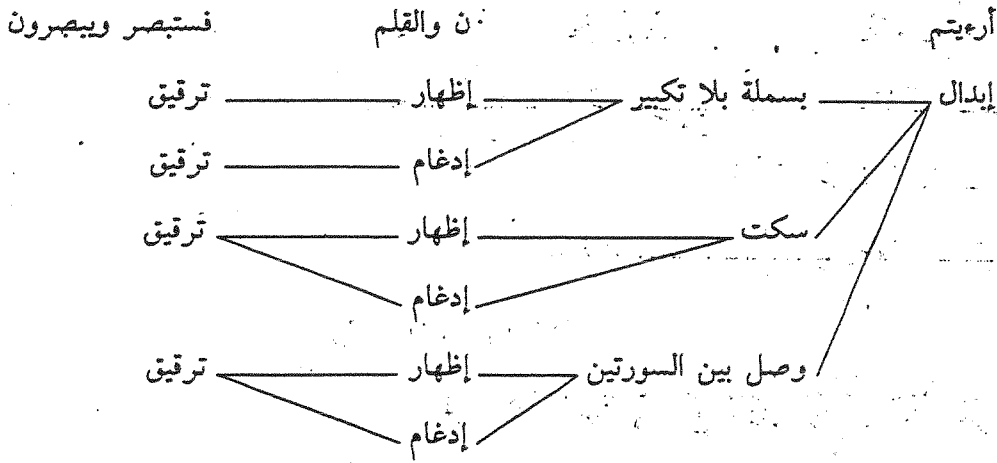 أرءيتم ن والقلم فستبصر ويبصرون
إبدال بسملة بلا تكبير إظهار ترقيق
إدغام ترقيق
سكت إظهار ترقيق
إدغام
وصل بين السورتين إظهار ترقيق
إدغام